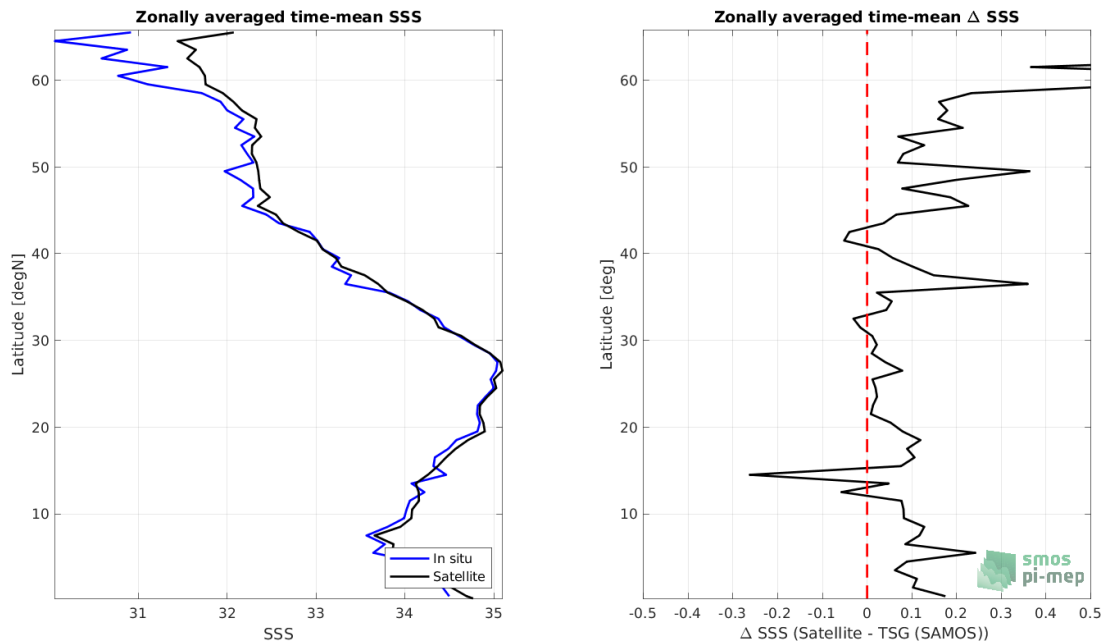 Zonally averaged time-mean SSS
Latitude [degN]
60
50
40
30
20
10
31
32
33
34
35
SSS
In situ
Satellite
Zonally averaged time-mean Δ SSS
Latitude [deg]
60
50
40
30
20
10
-0.5
-0.4
-0.3
-0.2
-0.1
0
0.1
0.2
0.3
0.4
0.5
Δ SSS (Satellite - TSG (SAMOS))
smos
pi-mep